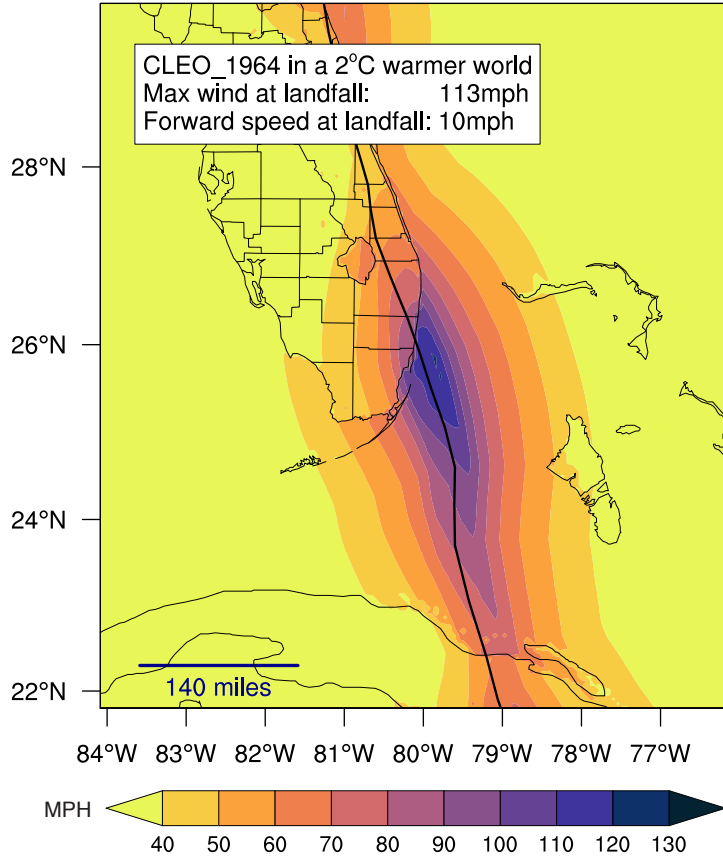 CLEO_1964 in a 2°C warmer world
Max wind at landfall: 113mph
Forward speed at landfall: 10mph
28°N
26°N
24°N
22°N
140 miles
84°W 83°W 82°W 81°W 80°W 79°W 78°W 77°W
MPH
40 50 60 70 80 90 100 110 120 130